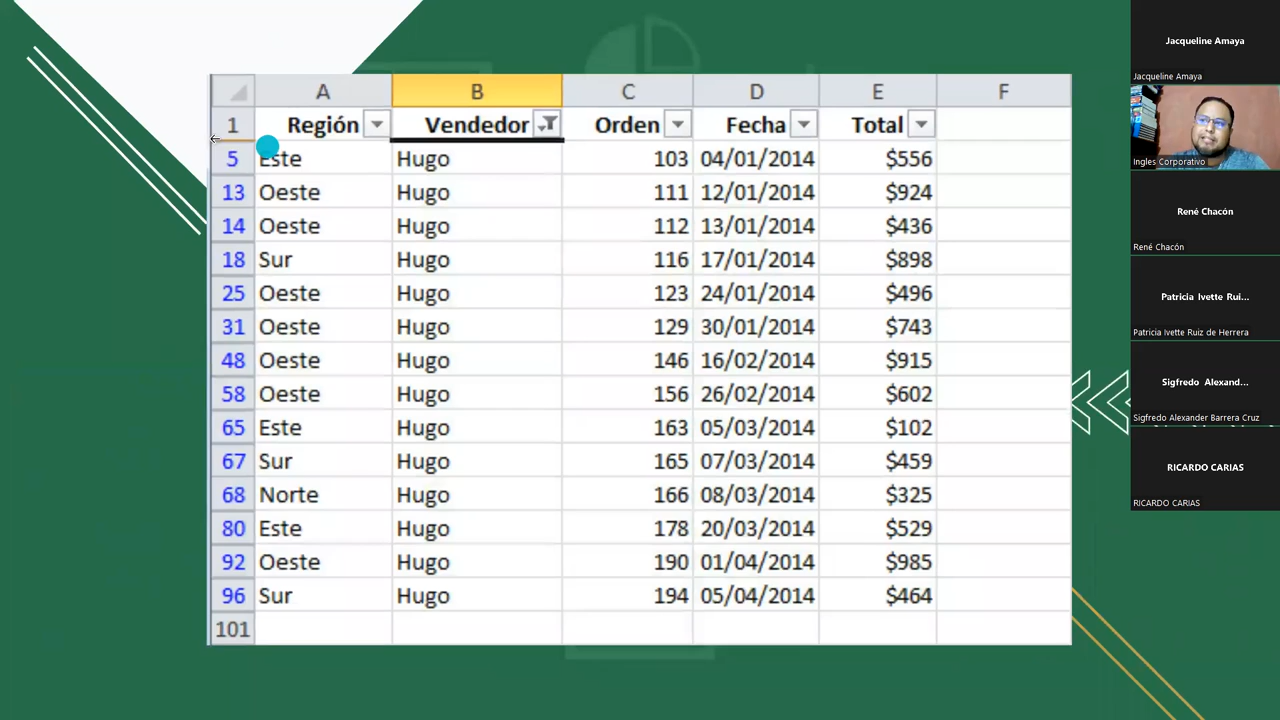 A B C D E F
1 Región Vendedor Orden Fecha Total
5 Este Hugo 103 04/01/2014 $556
13 Oeste Hugo 111 12/01/2014 $924
14 Oeste Hugo 112 13/01/2014 $436
18 Sur Hugo 116 17/01/2014 $898
25 Oeste Hugo 123 24/01/2014 $496
31 Oeste Hugo 129 30/01/2014 $743
48 Oeste Hugo 146 16/02/2014 $915
58 Oeste Hugo 156 26/02/2014 $602
65 Este Hugo 163 05/03/2014 $102
67 Sur Hugo 165 07/03/2014 $459
68 Norte Hugo 166 08/03/2014 $325
80 Este Hugo 178 20/03/2014 $529
92 Oeste Hugo 190 01/04/2014 $985
96 Sur Hugo 194 05/04/2014 $464
101
Jacqueline Amaya
Jacqueline Amaya
Ingles Corporativo
René Chacón
René Chacón
Patricia Ivette Rui...
Patricia Ivette Ruiz de Herrera
Sigfredo Alexand...
Sigfredo Alexander Barrera Cruz
RICARDO CARIAS
RICARDO CARIAS